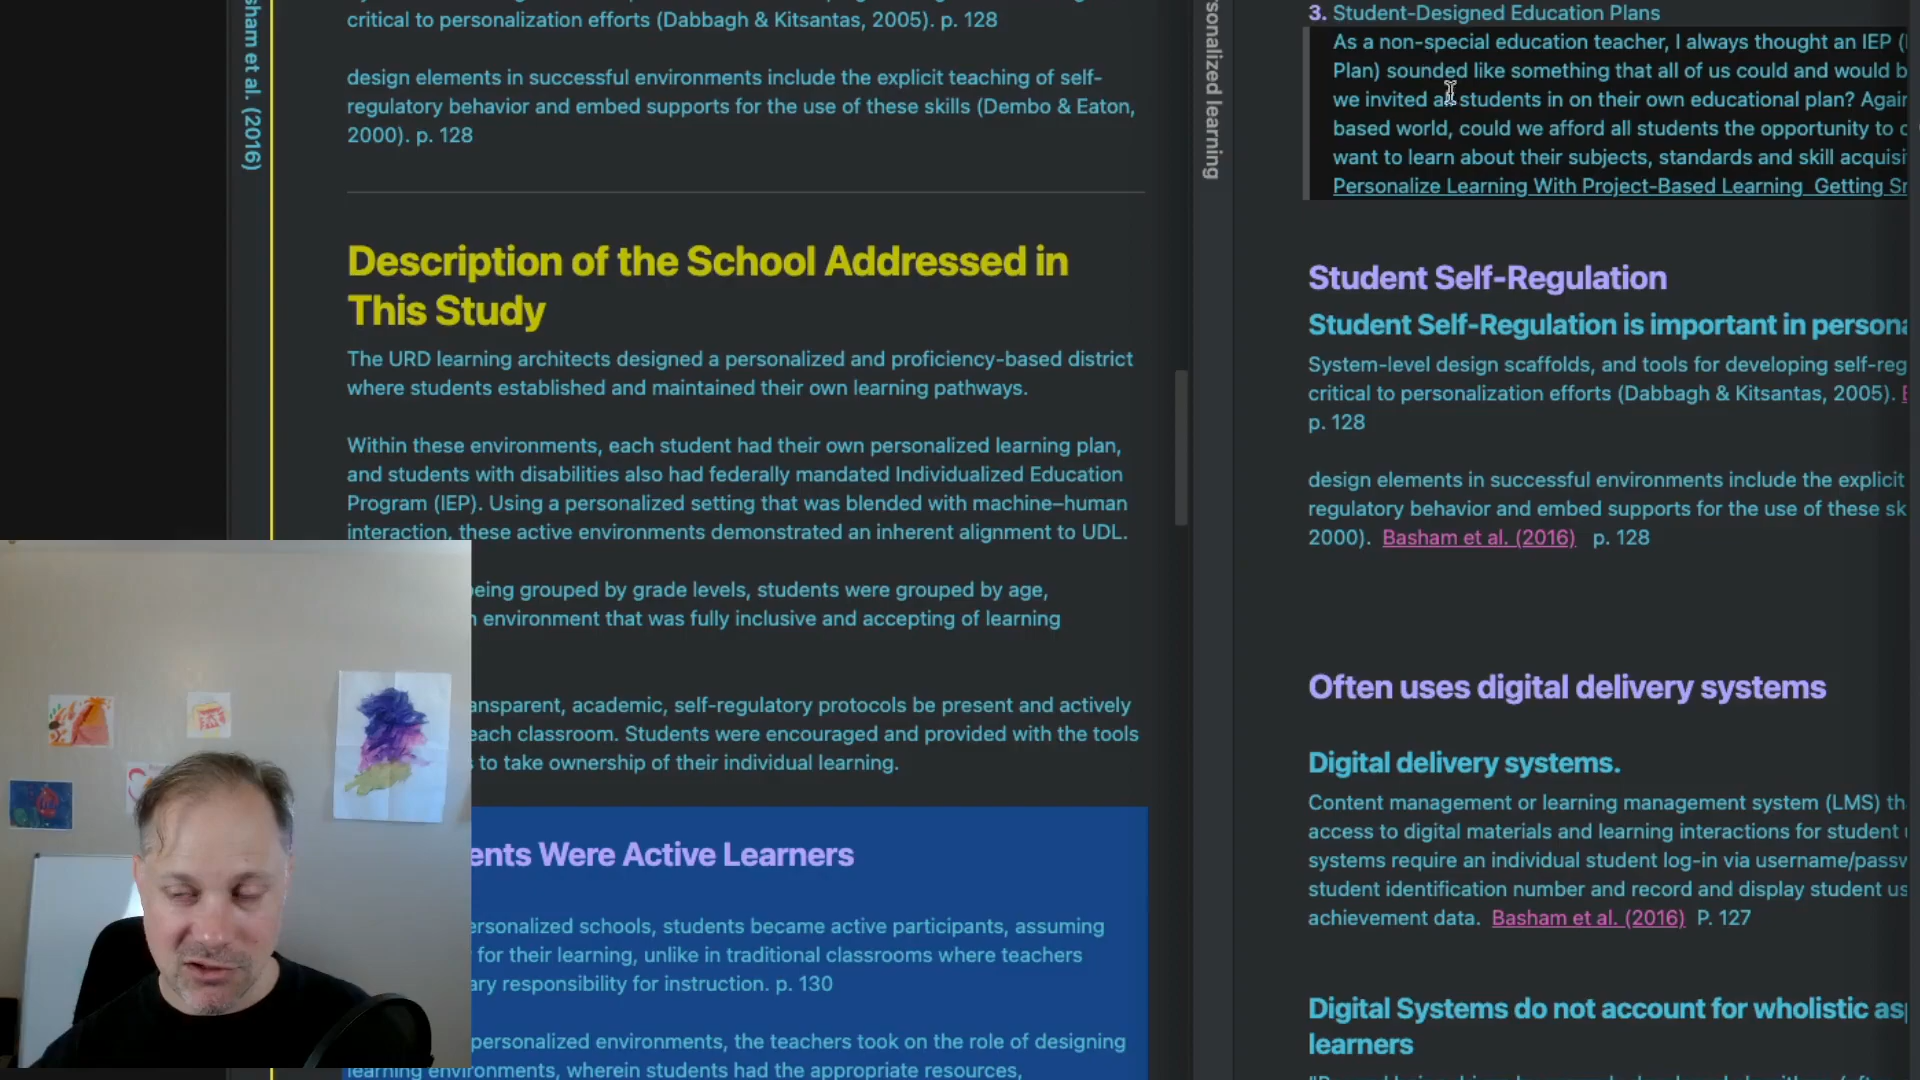 sham et al. (2016)
critical to personalization efforts (Dabbagh & Kitsantas, 2005). p. 128
design elements in successful environments include the explicit teaching of self-
regulatory behavior and embed supports for the use of these skills (Dembo & Eaton,
2000). p. 128
Description of the School Addressed in
This Study
The URD learning architects designed a personalized and proficiency-based district
where students established and maintained their own learning pathways.
Within these environments, each student had their own personalized learning plan,
and students with disabilities also had federally mandated Individualized Education
Program (IEP). Using a personalized setting that was blended with machine–human
interaction, these active environments demonstrated an inherent alignment to UDL.
eing grouped by grade levels, students were grouped by age,
environment that was fully inclusive and accepting of learning
ansparent, academic, self-regulatory protocols be present and actively
each classroom. Students were encouraged and provided with the tools
to take ownership of their individual learning.
ents Were Active Learners
ersonalized schools, students became active participants, assuming
for their learning, unlike in traditional classrooms where teachers
ary responsibility for instruction. p. 130
personalized environments, the teachers took on the role of designing
learning environments, wherein students had the appropriate resources,
rsonalized learning
3. Student-Designed Education Plans
As a non-special education teacher, I always thought an IEP (
Plan) sounded like something that all of us could and would b
we invited all students in on their own educational plan? Again
based world, could we afford all students the opportunity to
want to learn about their subjects, standards and skill acquisi
Personalize Learning With Project-Based Learning Getting Sr
Student Self-Regulation
Student Self-Regulation is important in persona
System-level design scaffolds, and tools for developing self-reg
critical to personalization efforts (Dabbagh & Kitsantas, 2005).
p. 128
design elements in successful environments include the explicit
regulatory behavior and embed supports for the use of these sk
2000). Basham et al. (2016) p. 128
Often uses digital delivery systems
Digital delivery systems.
Content management or learning management system (LMS) th
access to digital materials and learning interactions for student
systems require an individual student log-in via username/passw
student identification number and record and display student us
achievement data. Basham et al. (2016) P. 127
Digital Systems do not account for wholistic asp
learners